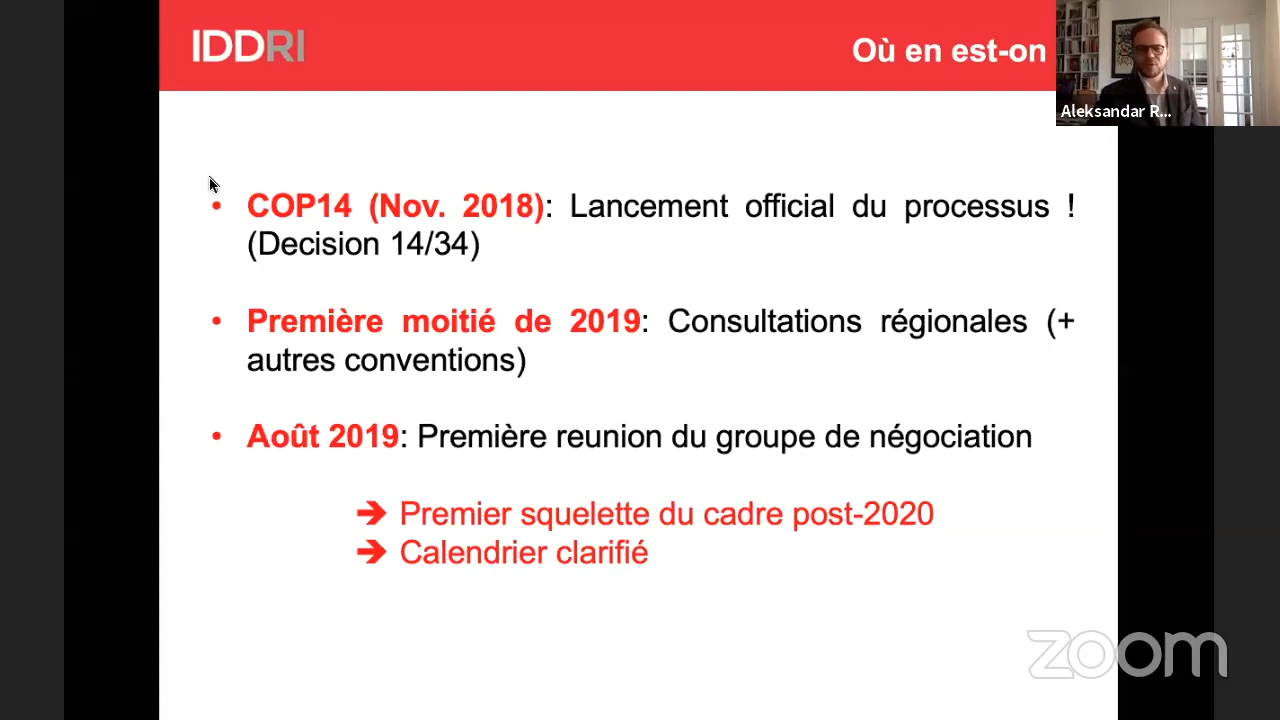 IDDRI
Où en est-on
Aleksandar R...
• COP14 (Nov. 2018): Lancement official du processus !
(Decision 14/34)
• Première moitié de 2019: Consultations régionales (+
autres conventions)
• Août 2019: Première reunion du groupe de négociation
➔ Premier squelette du cadre post-2020
➔ Calendrier clarifié
zoom